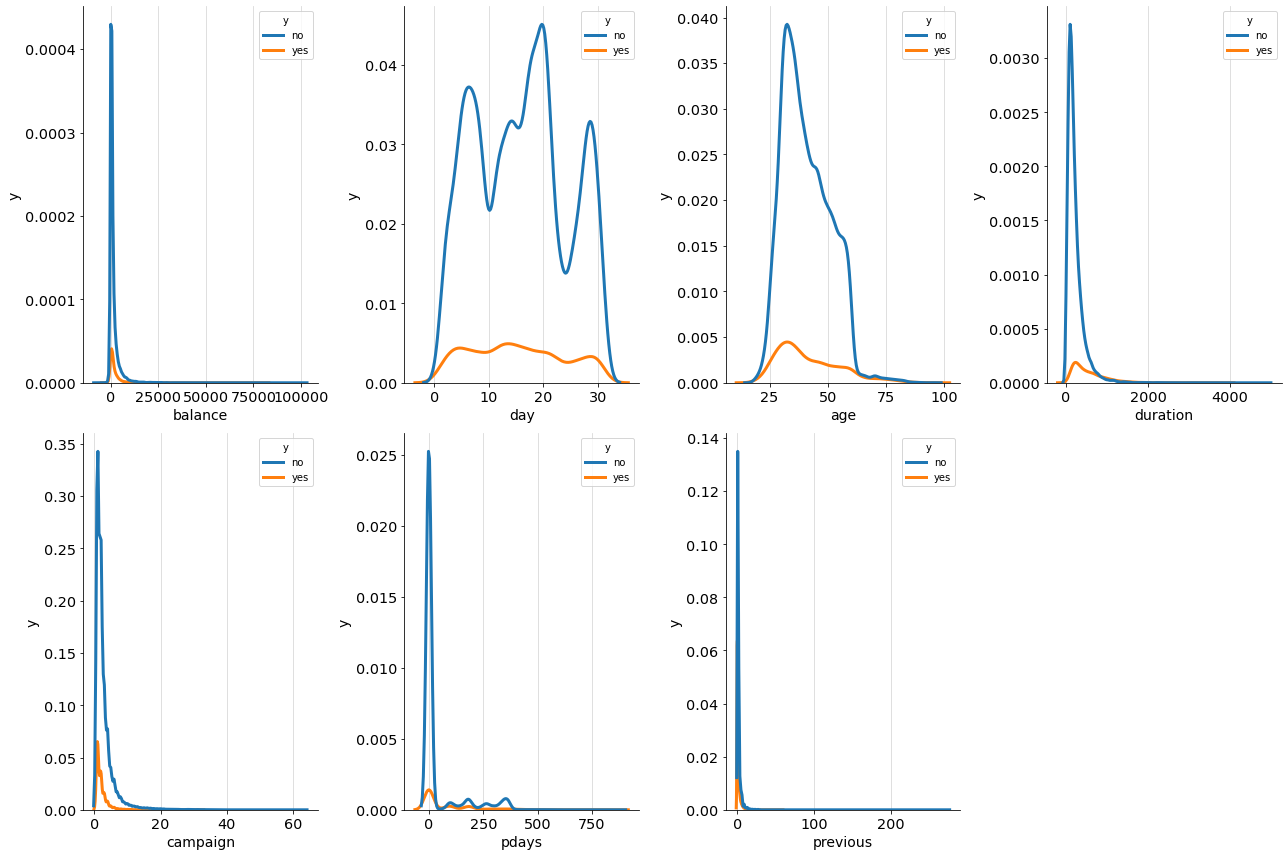 y
no
yes
0.0004
0.0003
0.0002
0.0001
0.0000
y
0 25000 50000 75000 100000
balance
y
no
yes
0.04
0.03
0.02
0.01
0.00
y
0 10 20 30
day
y
no
yes
0.040
0.035
0.030
0.025
0.020
0.015
0.010
0.005
0.000
y
25 50 75 100
age
y
no
yes
0.0030
0.0025
0.0020
0.0015
0.0010
0.0005
0.0000
y
0 2000 4000
duration
y
no
yes
0.35
0.30
0.25
0.20
0.15
0.10
0.05
0.00
y
0 20 40 60
campaign
y
no
yes
0.025
0.020
0.015
0.010
0.005
0.000
y
0 250 500 750
pdays
y
no
yes
0.14
0.12
0.10
0.08
0.06
0.04
0.02
0.00
y
0 100 200
previous